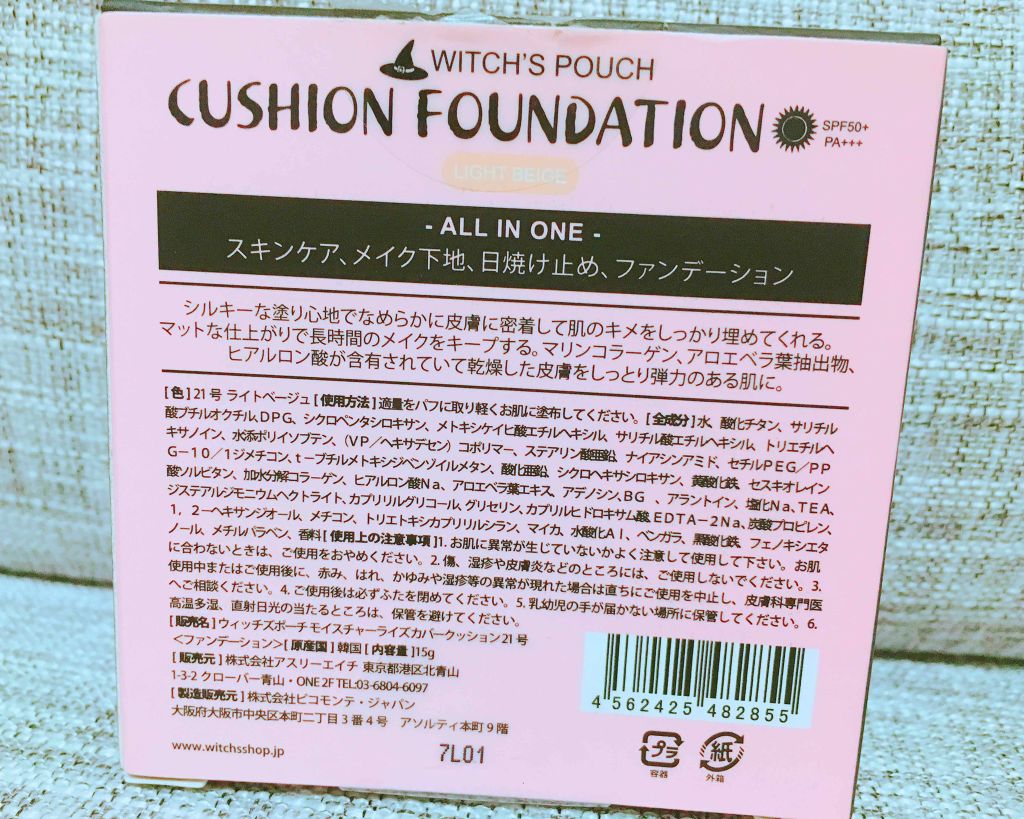 WITCH'S POUCH
CUSHION FOUNDATION
SPF50+
PA+++
LIGHT BEIGE
- ALL IN ONE -
スキンケア、メイク下地、日焼け止め、ファンデーション
シルキーな塗り心地でなめらかに皮膚に密着して肌のキメをしっかり埋めてくれる。
マットな仕上がりで長時間のメイクをキープする。マリンコラーゲン、アロエベラ葉抽出物、
ヒアルロン酸が含有されていて乾燥した皮膚をしっとり弾力のある肌に。
[色]21号 ライトベージュ[使用方法]適量をパフに取り軽くお肌に塗布してください。[全成分]水、酸化チタン、サリチル
酸ブチルオクチル,DPG、シクロペンタシロキサン、メトキシケイヒ酸エチルヘキシル、サリチル酸エチルヘキシル、トリエチルヘ
キサノイン、水添ポリイソブテン、（VP／ヘキサデセン）コポリマー、ステアリン酸亜鉛、ナイアシンアミド、セチルPEG／PP
G－10／1ジメチコン、t－ブチルメトキシジベンゾイルメタン、酸化亜鉛、シクロヘキサシロキサン、黄酸化鉄、セスキオレイン
酸ソルビタン、加水分解コラーゲン、ヒアルロン酸Na、アロエベラ葉エキス、アデノシン,BG 、アラントイン、塩化Na、TEA、
ジステアルジモニウムヘクトライト、カプリリルグリコール、グリセリン、カプリルヒドロキサム酸,EDTA－2Na、炭酸プロピレン、
1，2－ヘキサンジオール、メチコン、トリエトキシカプリリルシラン、マイカ、水酸化Al、ベンガラ、黒酸化鉄、フェノキシエタ
ノール、メチルパラベン、香料[使用上の注意事項]1.お肌に異常が生じていないかよく注意して使用して下さい。お肌
に合わないときは、ご使用をおやめください。2.傷、湿疹や皮膚炎などのところには、ご使用しないでください。3.
使用中またはご使用後に、赤み、はれ、かゆみや湿疹等の異常が現れた場合は直ちにご使用を中止し、皮膚科専門医
へご相談ください。4.ご使用後は必ずふたを閉めてください。5.乳幼児の手が届かない場所に保管してください。6.
高温多湿、直射日光の当たるところは、保管を避けてください。
[販売名]ウィッチズポーチモイスチャーライズカバークッション21号
＜ファンデーション＞[原産国]韓国[内容量]15g
[販売元]株式会社アスリーエイチ 東京都港区北青山
1-3-2 クローバー青山・ONE 2F TEL:03-6804-6097
[製造販売元]株式会社ピコモンテ・ジャパン
大阪府大阪市中央区本町二丁目3番4号 アソルティ本町9階
www.witchsshop.jp
7L01
4 562425 482855
プラ
容器
紙
外箱